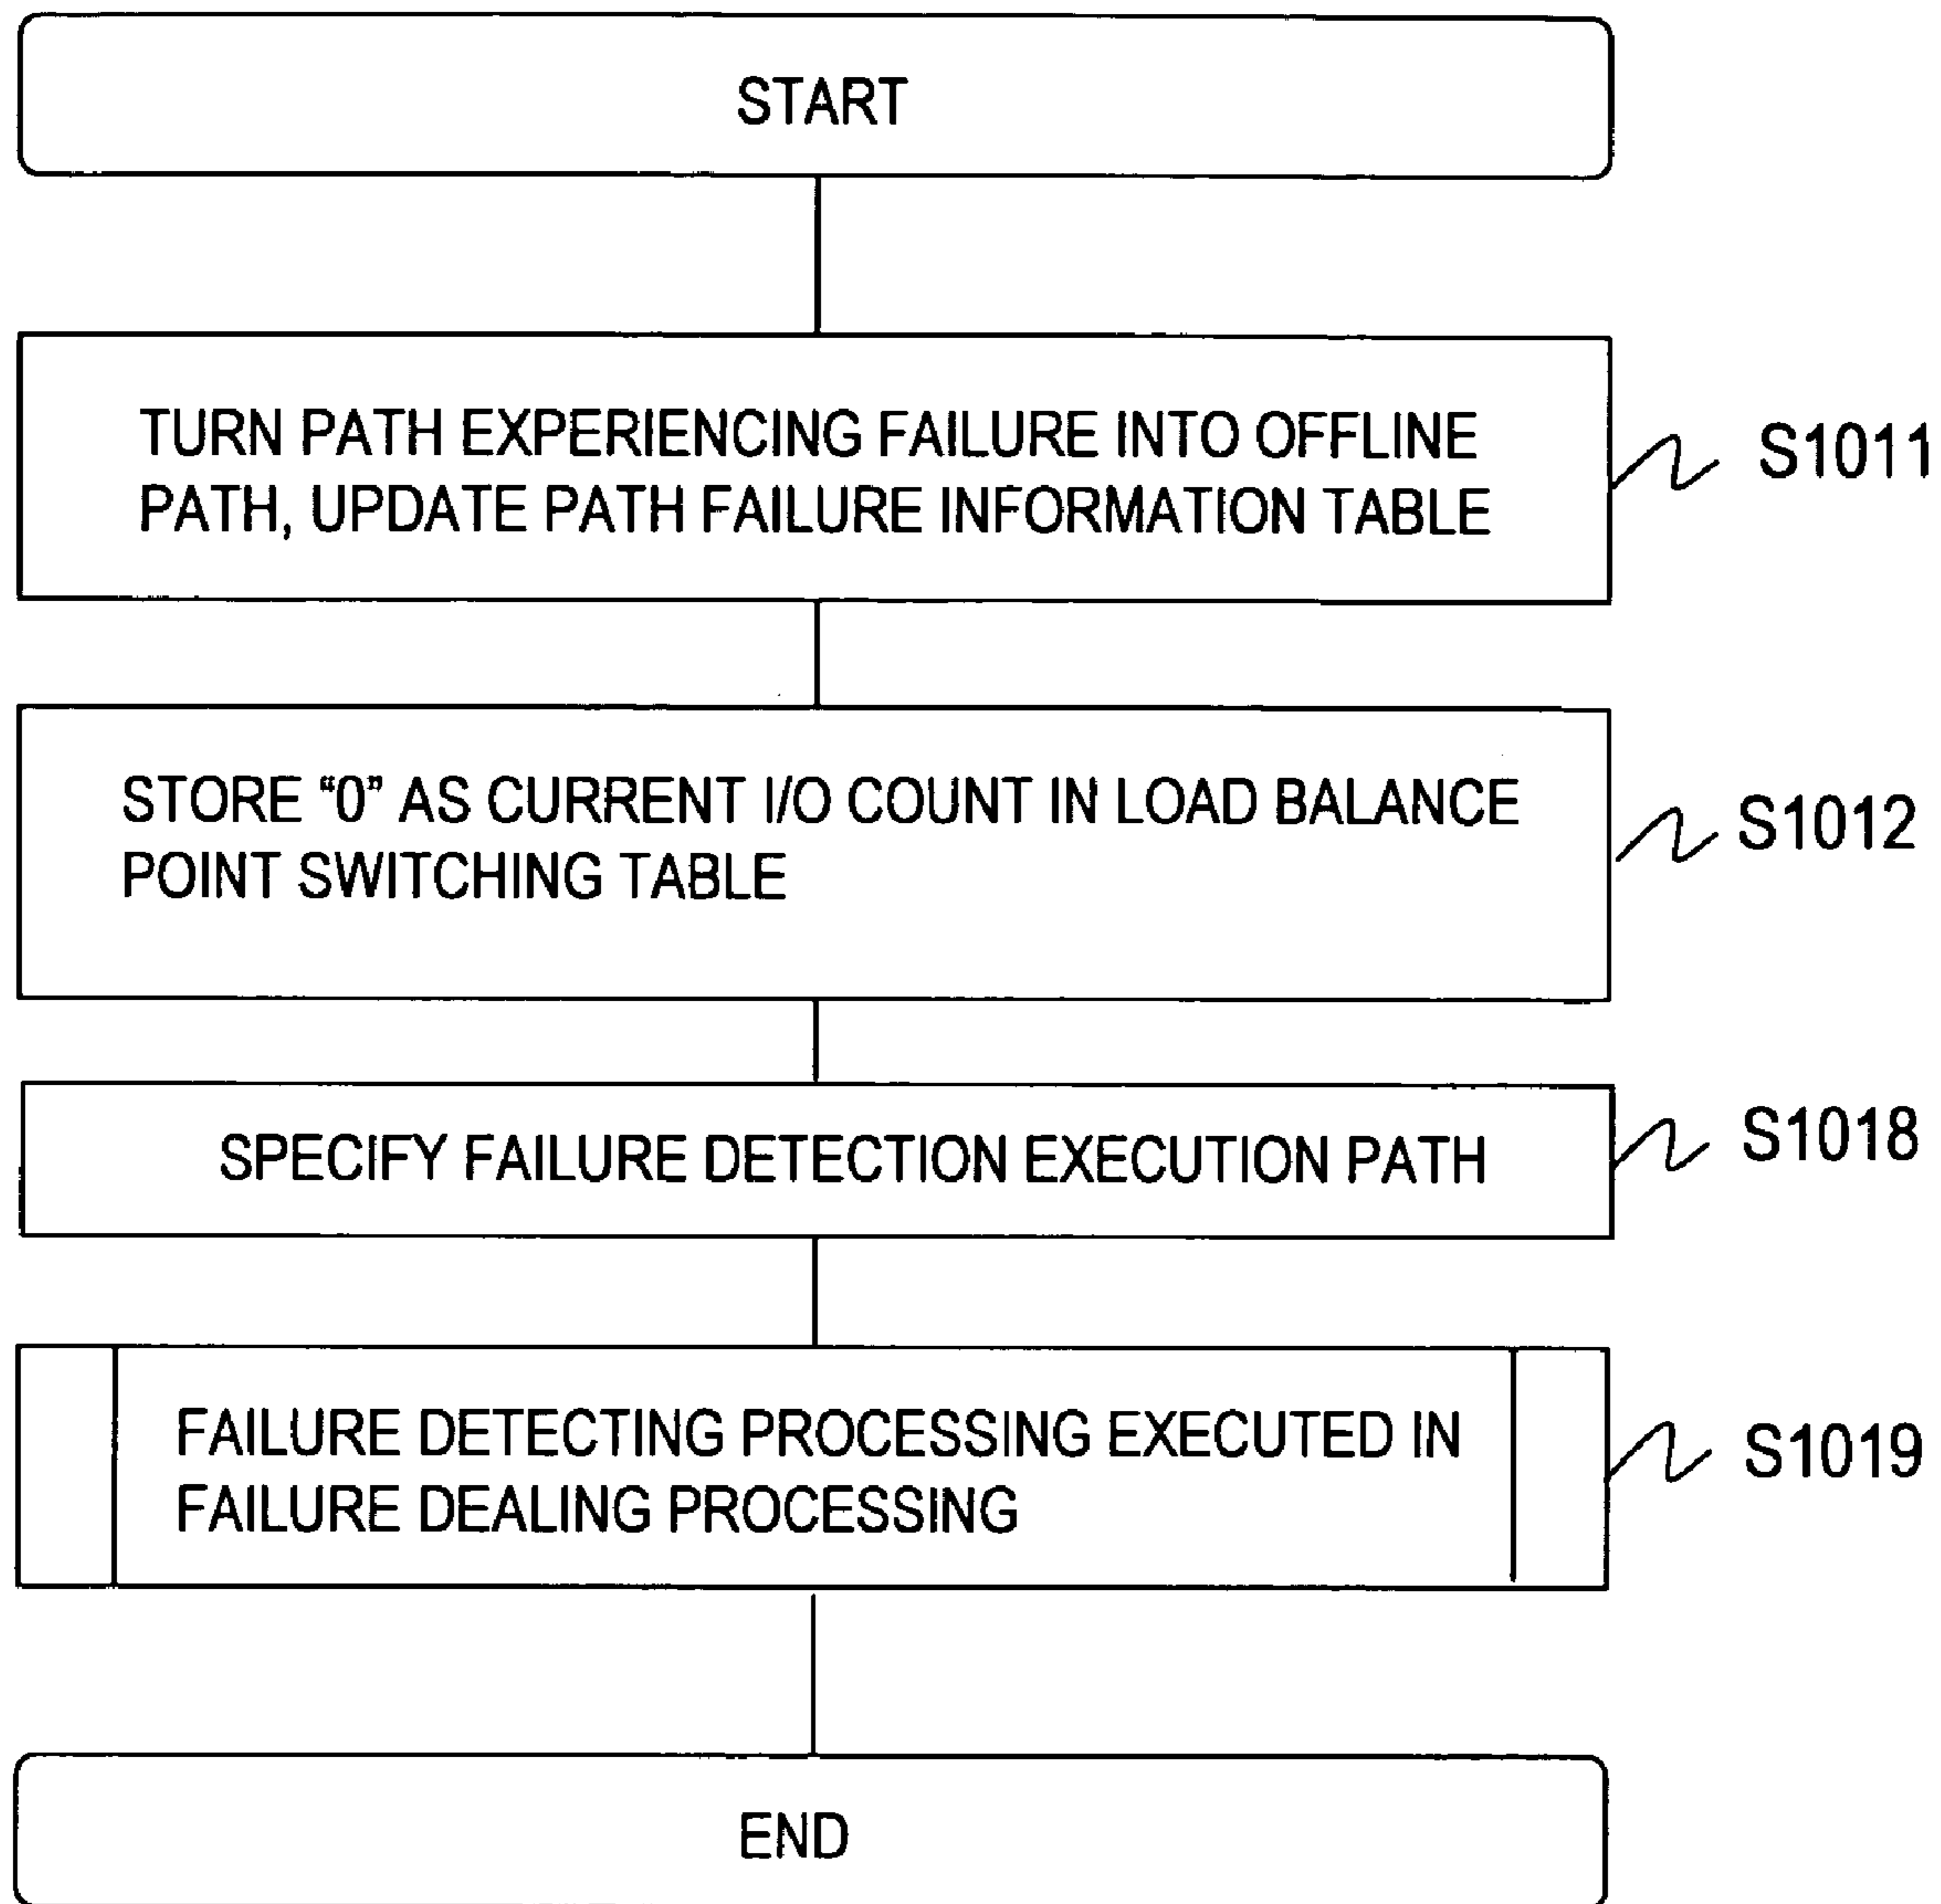 START
TURN PATH EXPERIENCING FAILURE INTO OFFLINE
PATH, UPDATE PATH FAILURE INFORMATION TABLE
S1011
STORE “0” AS CURRENT I/O COUNT IN LOAD BALANCE
POINT SWITCHING TABLE
S1012
SPECIFY FAILURE DETECTION EXECUTION PATH
S1018
FAILURE DETECTING PROCESSING EXECUTED IN
FAILURE DEALING PROCESSING
S1019
END